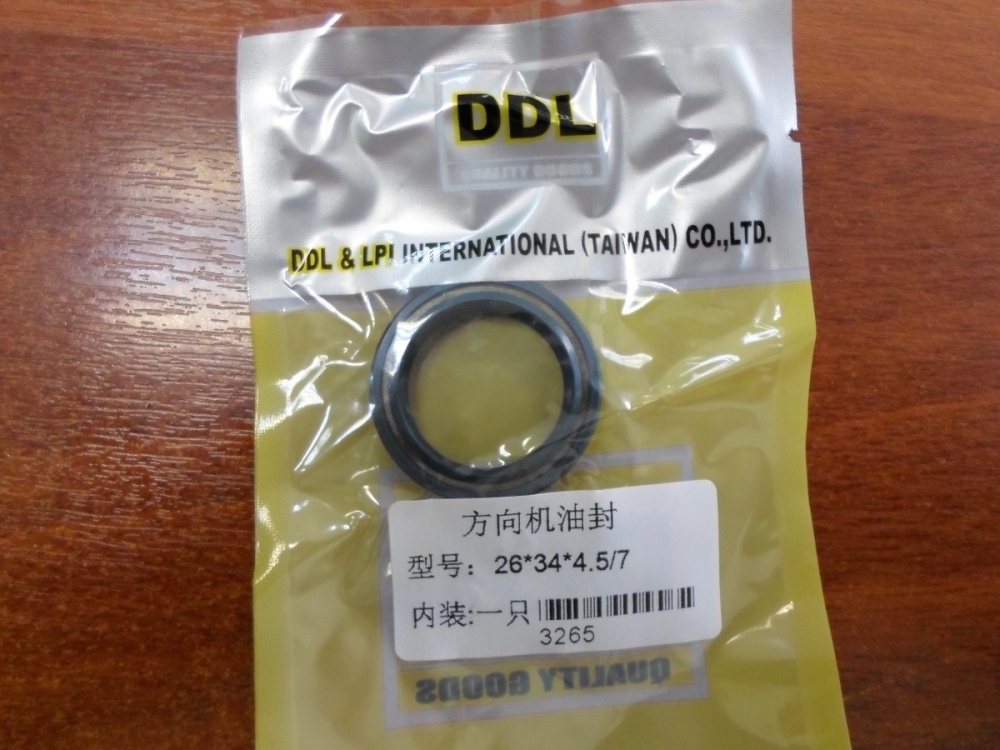 DDL
QUALITY GOODS
DDL & LPI INTERNATIONAL (TAIWAN) CO.,LTD.
方向机油封
型号：26*34*4.5/7
内装:一只
3265
QUALITY GOODS